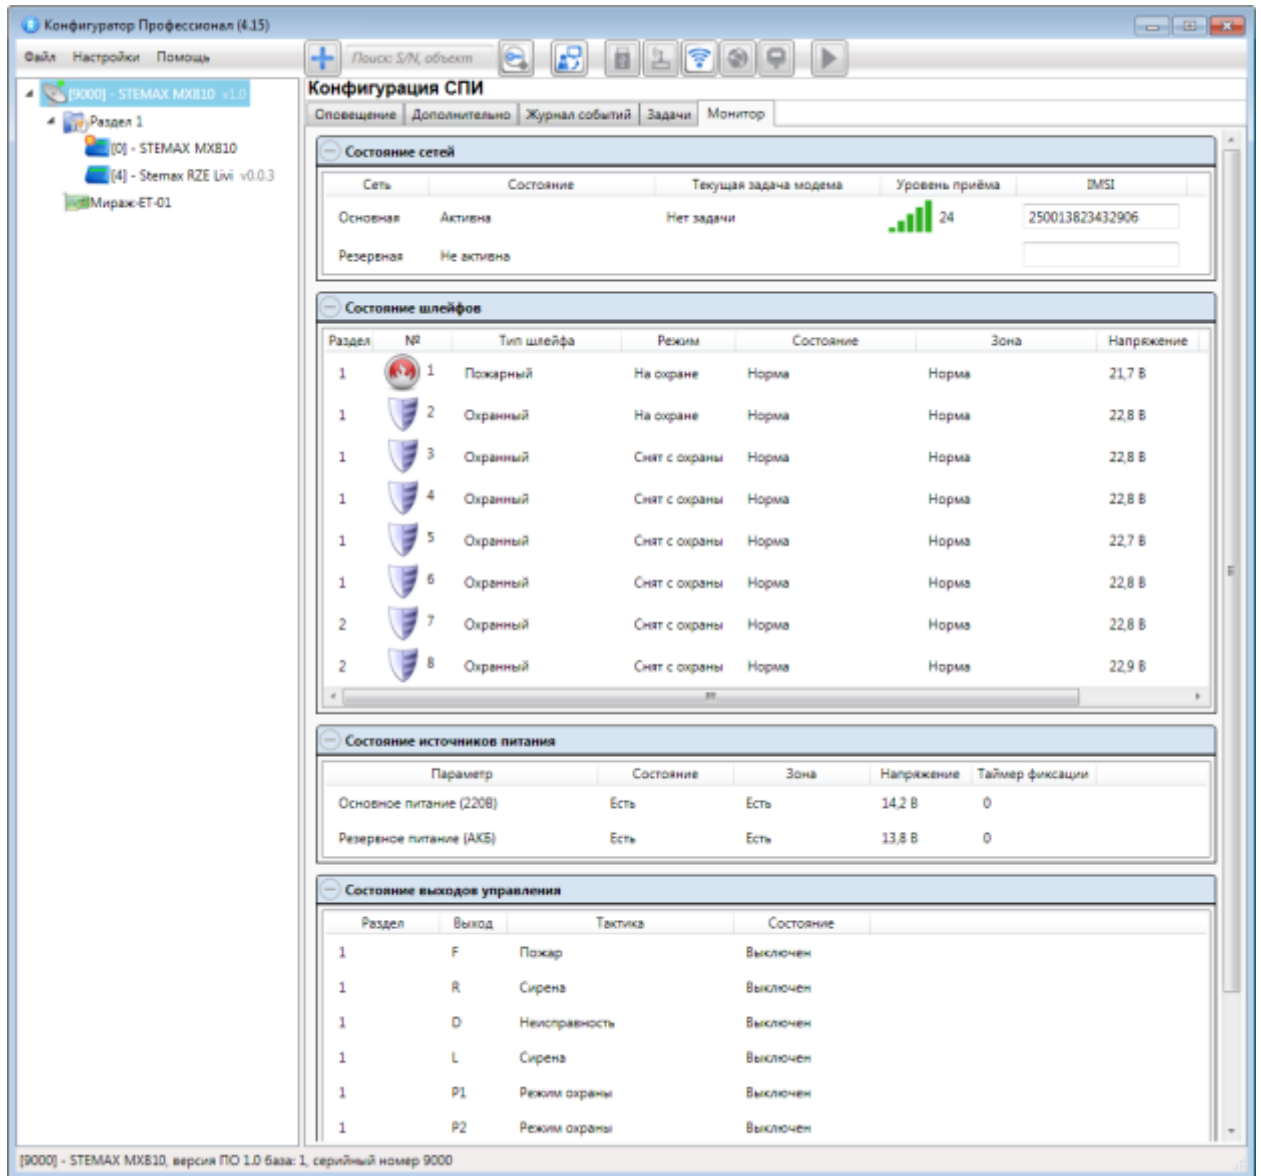 Конфигуратор Профессионал (4.15)
Файл Настройки Помощь
Поиск: S/N, объект
[9000] - STEMAX MX810 v1.0
Раздел 1
[0] - STEMAX MX810
[4] - Stemax RZE Livi v0.0.3
Мираж-ET-01
Конфигурация СПИ
Оповещение Дополнительно Журнал событий Задачи Монитор
Состояние сетей
Сеть Состояние Текущая задача модема Уровень приёма IMSI
Основная Активна Нет задачи 24 250013823432906
Резервная Не активна
Состояние шлейфов
Раздел № Тип шлейфа Режим Состояние Зона Напряжение
1 1 Пожарный На охране Норма Норма 21,7 В
1 2 Охранный На охране Норма Норма 22,8 В
1 3 Охранный Снят с охраны Норма Норма 22,8 В
1 4 Охранный Снят с охраны Норма Норма 22,8 В
1 5 Охранный Снят с охраны Норма Норма 22,7 В
1 6 Охранный Снят с охраны Норма Норма 22,8 В
2 7 Охранный Снят с охраны Норма Норма 22,8 В
2 8 Охранный Снят с охраны Норма Норма 22,9 В
Состояние источников питания
Параметр Состояние Зона Напряжение Таймер фиксации
Основное питание (220В) Есть Есть 14,2 В 0
Резервное питание (АКБ) Есть Есть 13,8 В 0
Состояние выходов управления
Раздел Выход Тактика Состояние
1 F Пожар Выключен
1 R Сирена Выключен
1 D Неисправность Выключен
1 L Сирена Выключен
1 P1 Режим охраны Выключен
1 P2 Режим охраны Выключен
[9000] - STEMAX MX810, версия ПО 1.0 база: 1, серийный номер 9000